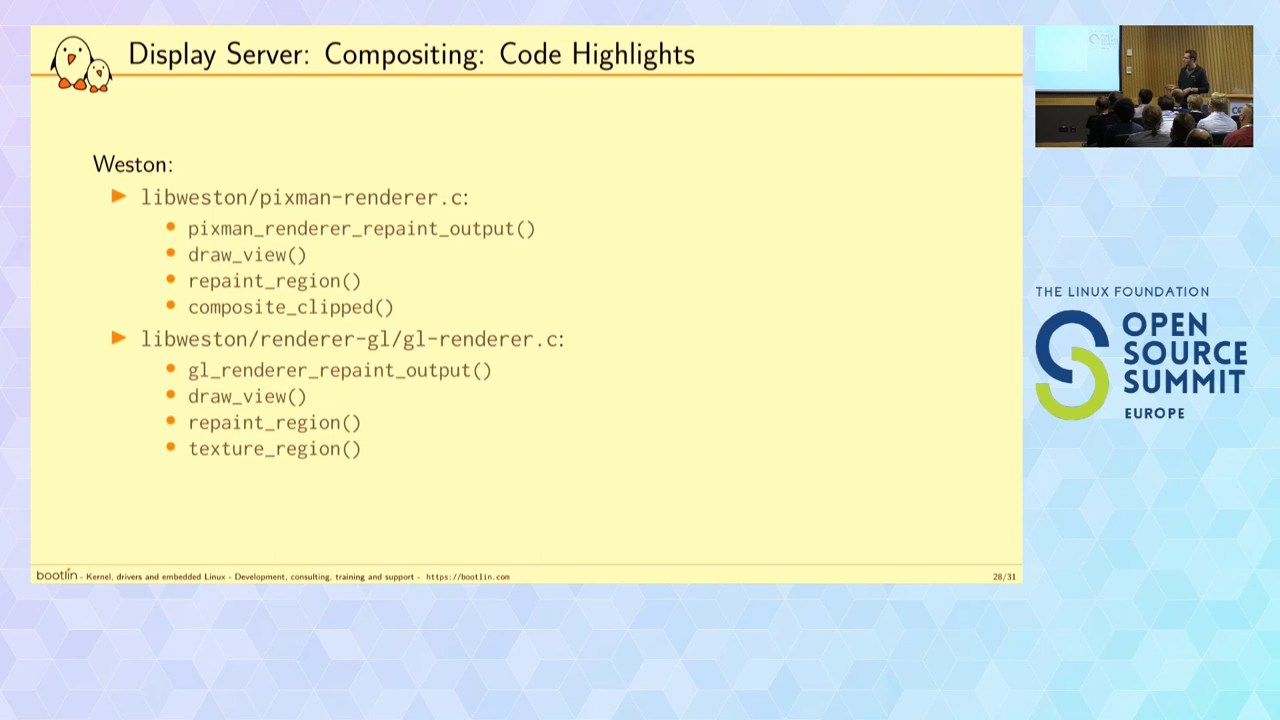 Display Server: Compositing: Code Highlights
Weston:
libweston/pixman-renderer.c:
pixman_renderer_repaint_output()
draw_view()
repaint_region()
composite_clipped()
libweston/renderer-gl/gl-renderer.c:
gl_renderer_repaint_output()
draw_view()
repaint_region()
texture_region()
bootlin - Kernel, drivers and embedded Linux - Development, consulting, training and support - https://bootlin.com
28/31
THE LINUX FOUNDATION
OPEN
SOURCE
SUMMIT
EUROPE